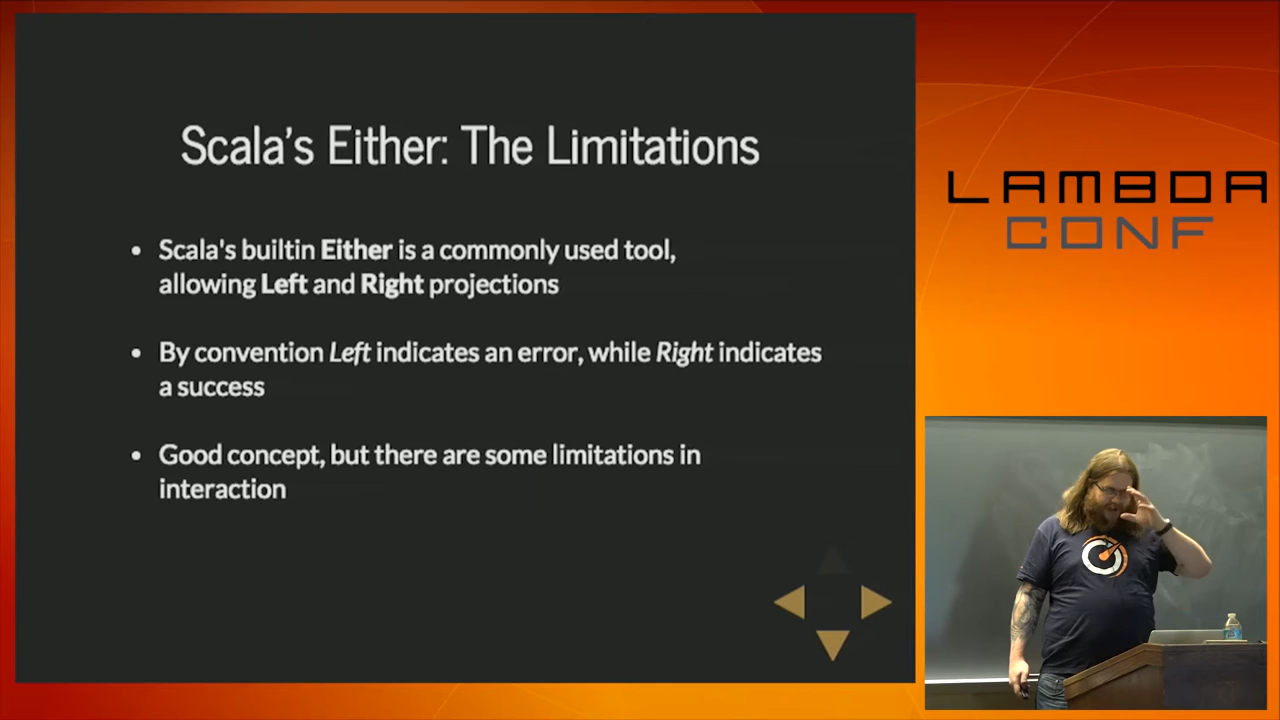 Scala's Either: The Limitations
• Scala's builtin Either is a commonly used tool,
allowing Left and Right projections
• By convention Left indicates an error, while Right indicates
a success
• Good concept, but there are some limitations in
interaction
LAMBDA
CONF